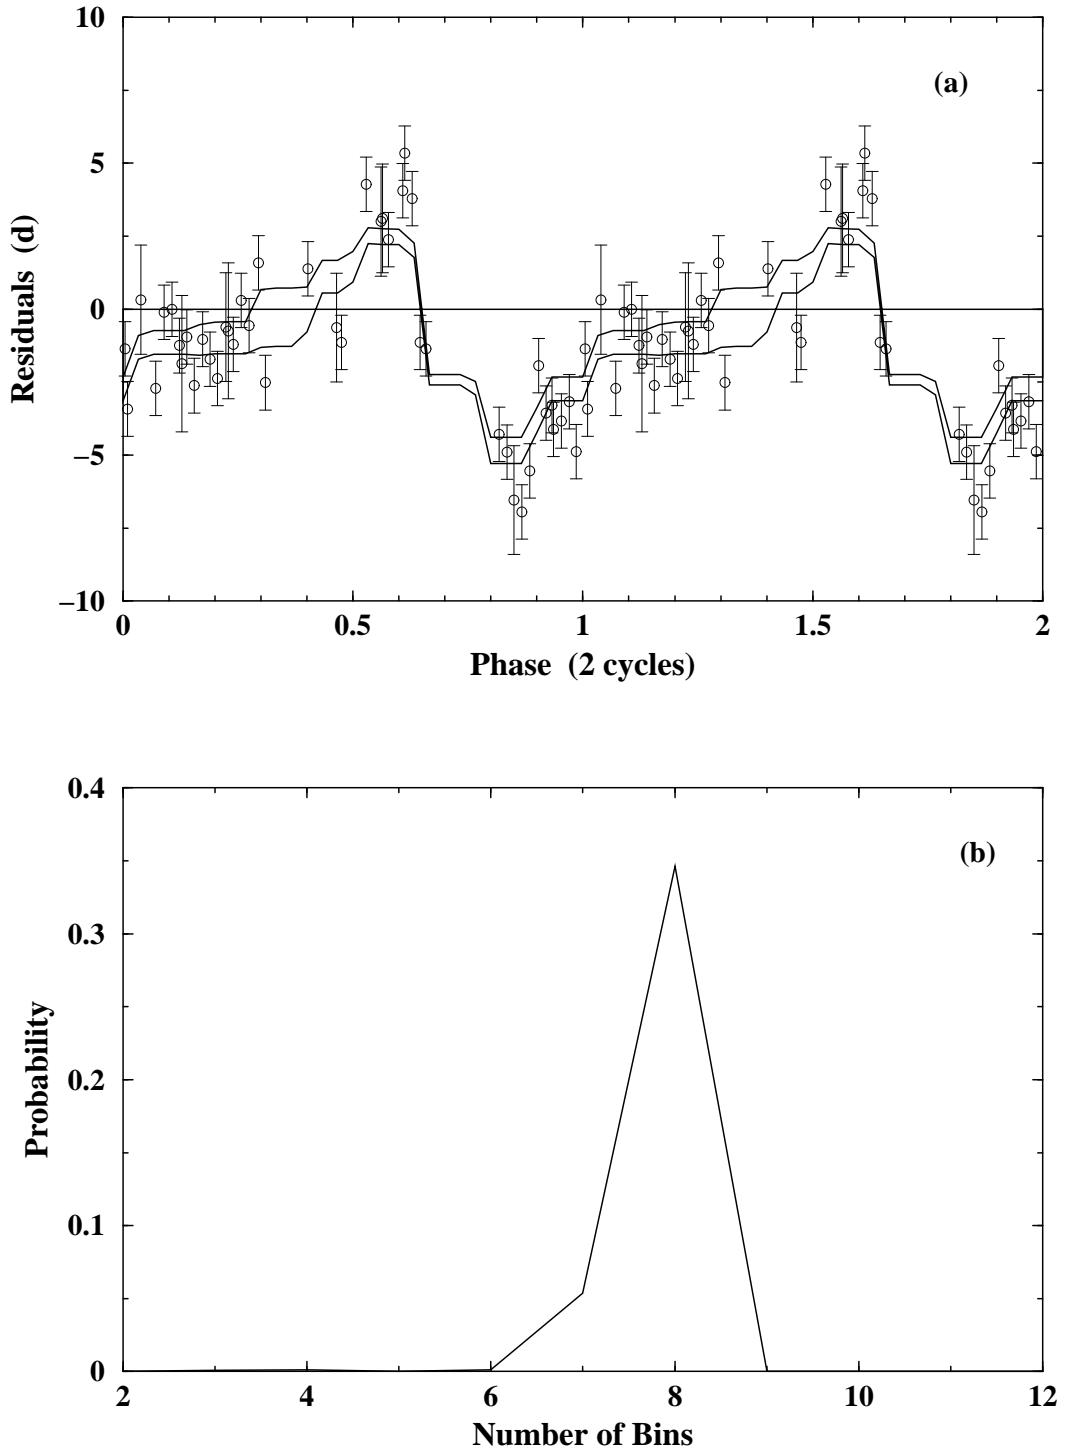 10
(a)
5
Residuals (d)
0
−5
−10
0 0.5 1 1.5 2
Phase (2 cycles)
0.4
(b)
0.3
Probability
0.2
0.1
0
2 4 6 8 10 12
Number of Bins